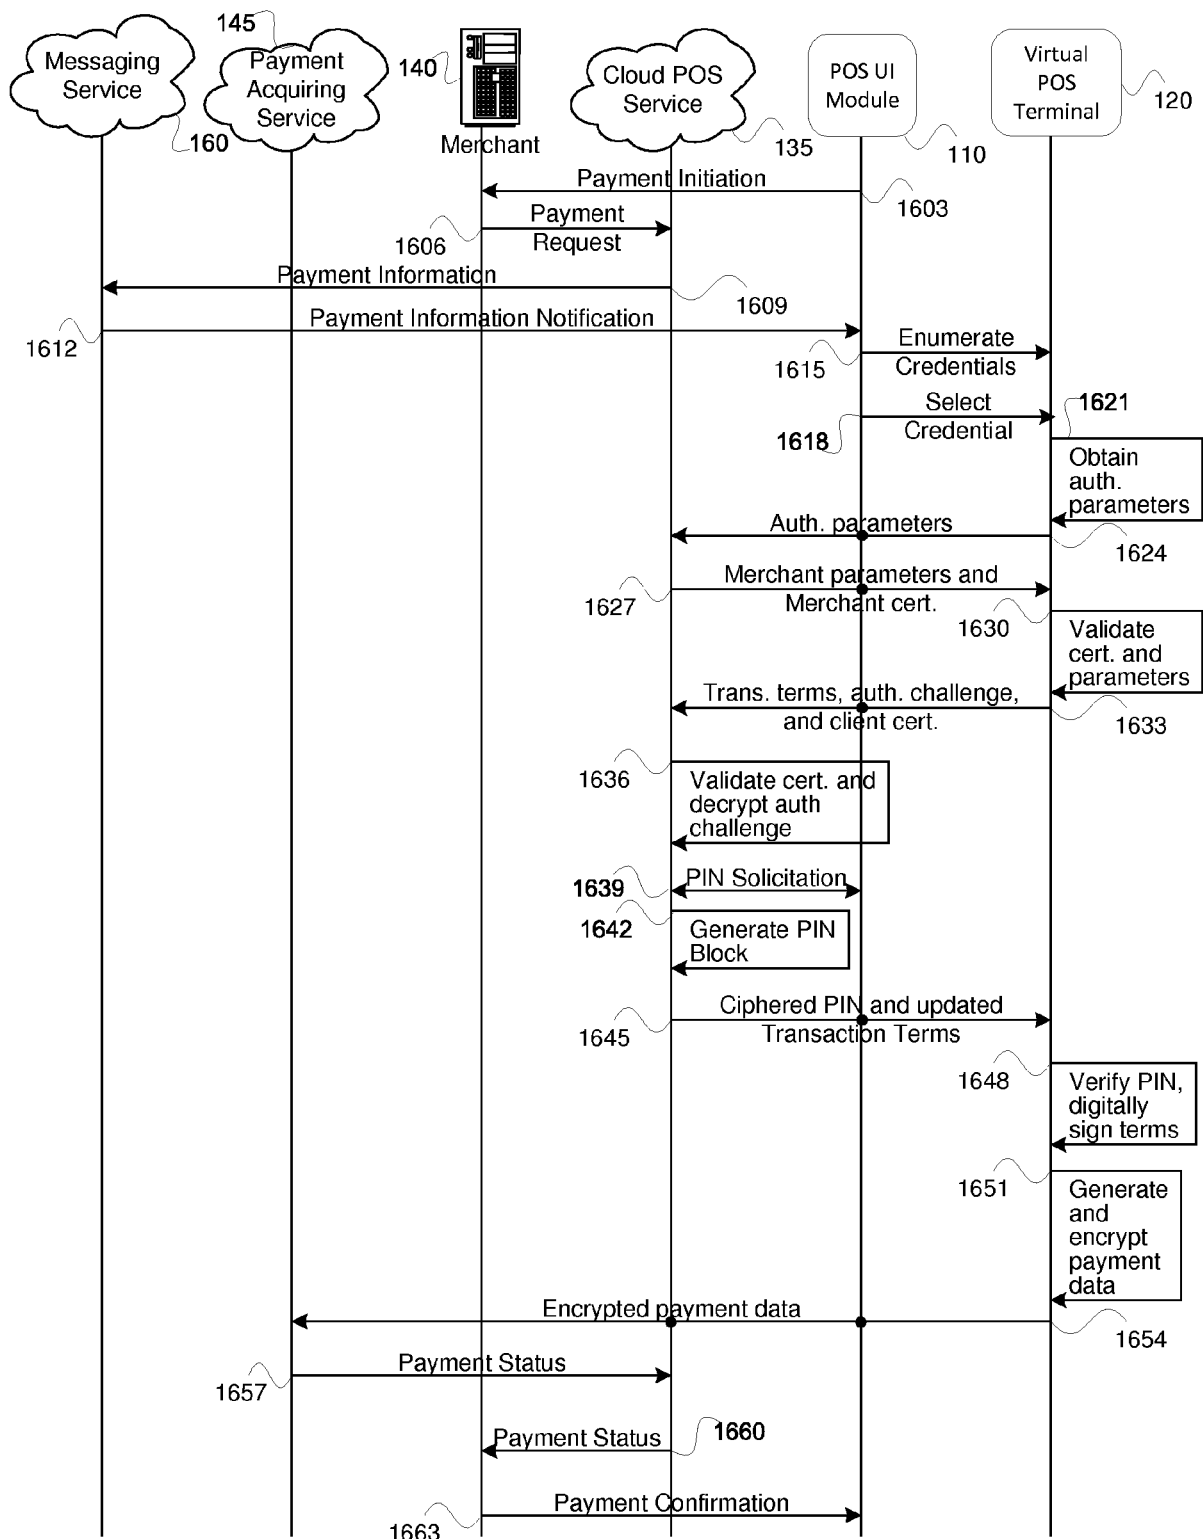 145
Messaging
Service
160
Payment
Acquiring
Service
140
Merchant
Cloud POS
Service
135
POS UI
Module
110
Virtual
POS
Terminal
120
Payment Initiation
1603
1606
Payment
Request
Payment Information
1609
1612
Payment Information Notification
1615
Enumerate
Credentials
1618
Select
Credential
1621
Obtain
auth.
parameters
Auth. parameters
1624
1627
Merchant parameters and
Merchant cert.
1630
Validate
cert. and
parameters
Trans. terms, auth. challenge,
and client cert.
1633
1636
Validate cert. and
decrypt auth
challenge
1639
PIN Solicitation
1642
Generate PIN
Block
1645
Ciphered PIN and updated
Transaction Terms
1648
Verify PIN,
digitally
sign terms
1651
Generate
and
encrypt
payment
data
Encrypted payment data
1654
1657
Payment Status
Payment Status
1660
1663
Payment Confirmation